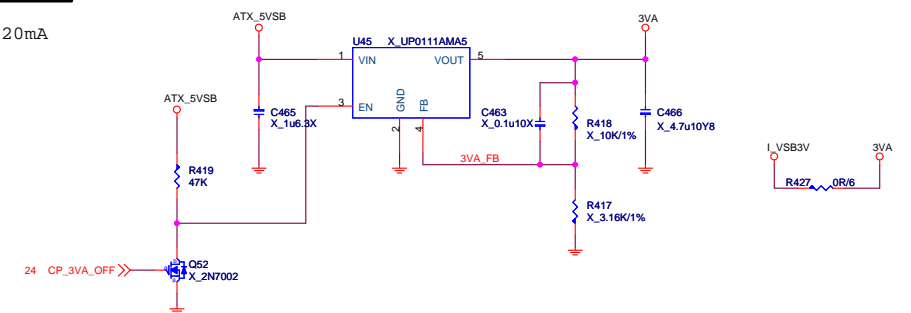 20mA
ATX_5VSB
3VA
U45 X_UP0111AMA5
1 VIN VOUT 5
3 EN GND FB
2 4
C465
X_1u6.3X
C463
X_0.1u10X
R418
X_10K/1%
C466
X_4.7u10Y8
ATX_5VSB
3VA_FB
I_VSB3V 3VA
R419
47K
R427 0R/6
R417
X_3.16K/1%
24 CP_3VA_OFF
Q52
X_2N7002